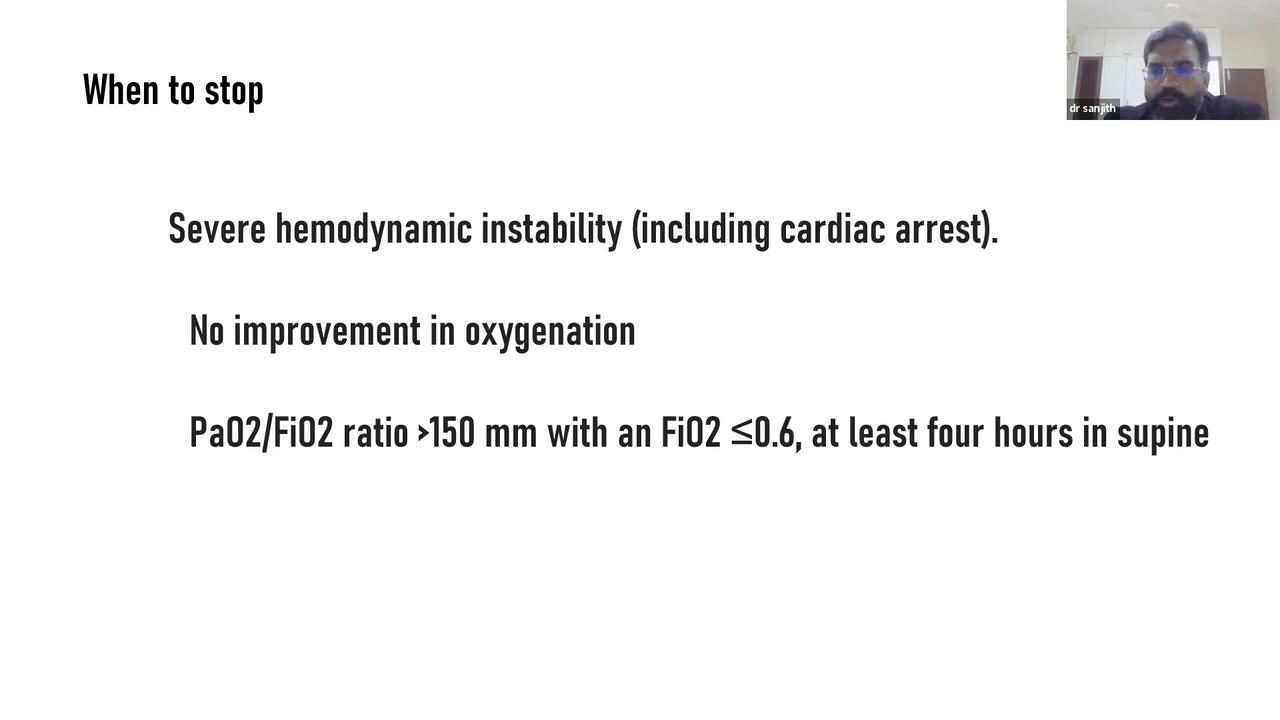 When to stop
dr sanjith
Severe hemodynamic instability (including cardiac arrest).
No improvement in oxygenation
PaO2/FiO2 ratio >150 mm with an FiO2 ≤0.6, at least four hours in supine